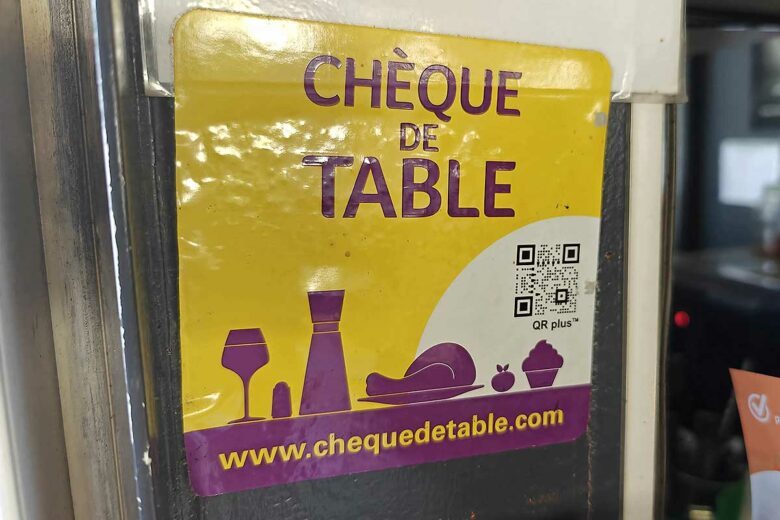 CHÈQUE
DE
TABLE
QR plus™
www.chequedetable.com